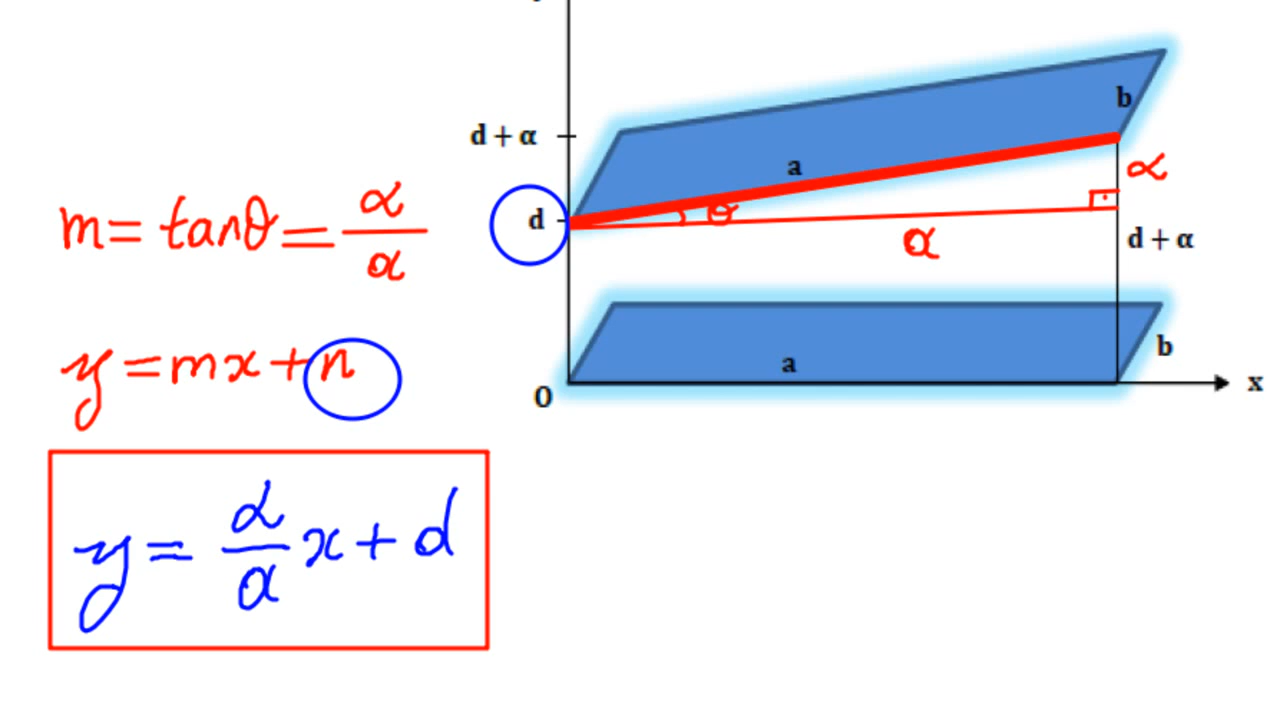 d + α
b
a
α
m = tanθ = α/a
d
θ
a
d + α
y = mx + n
b
a
0
x
y = α/a x + d